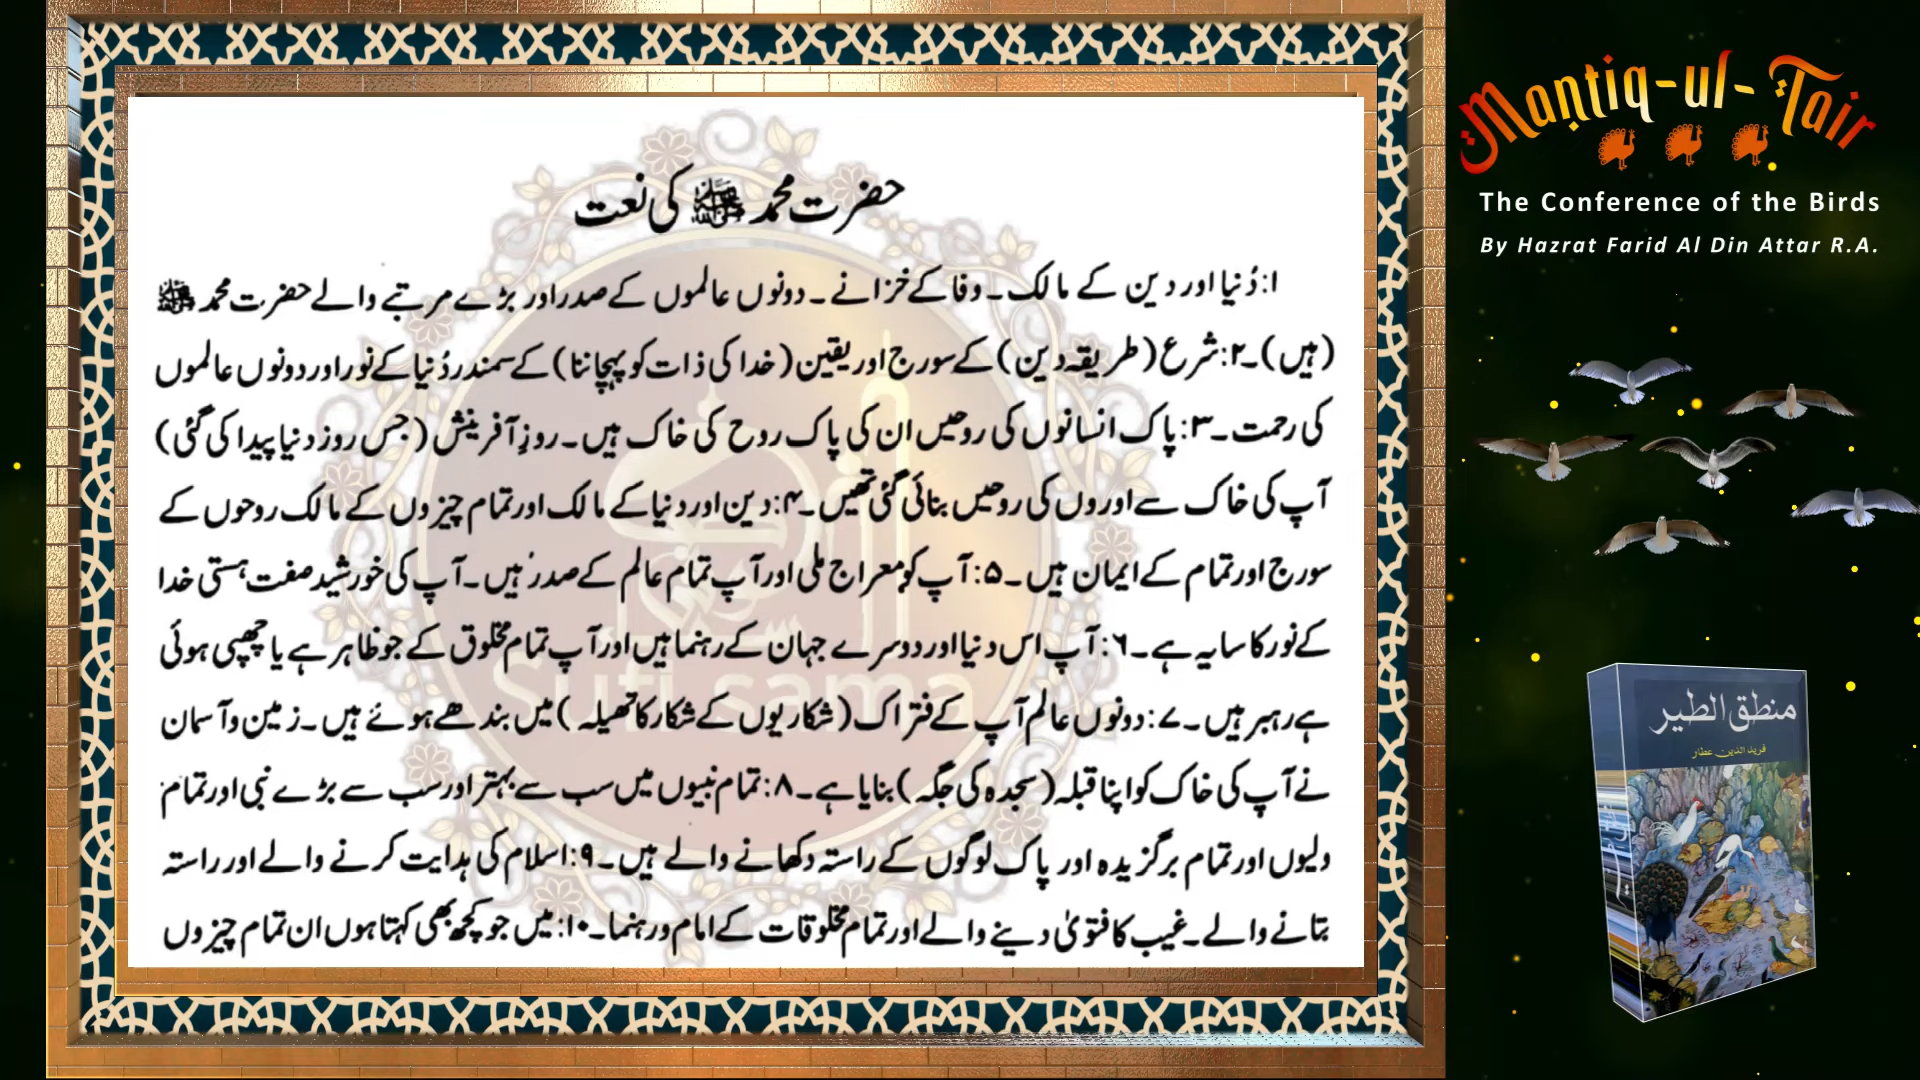 حضرت محمد ﷺ کی نعت
۱: دُنیا اور دین کے مالک۔ وفا کے خزانے۔ دونوں عالموں کے صدر اور بڑے مرتبے والے حضرت محمد ﷺ
(ہیں)۔ ۲: شرع (طریقہ دین) کے سورج اور یقین (خدا کی ذات کو پہچاننا) کے سمندر دُنیا کے نور اور دونوں عالموں
کی رحمت۔ ۳: پاک انسانوں کی روحیں ان کی پاک روح کی خاک ہیں۔ روزِ آفرینش (جس روز دنیا پیدا کی گئی)
آپ کی خاک سے اوروں کی روحیں بنائی گئی تھیں۔ ۴: دین اور دنیا کے مالک اور تمام چیزوں کے مالک روحوں کے
سورج اور تمام کے ایمان ہیں۔ ۵: آپ کو معراج ملی اور آپ تمام عالم کے صدر ہیں۔ آپ کی خورشید صفت ہستی خدا
کے نور کا سایہ ہے۔ ۶: آپ اس دنیا اور دوسرے جہان کے رہنما ہیں اور آپ تمام مخلوق کے جو ظاہر ہے یا چھپی ہوئی
ہے رہبر ہیں۔ ۷: دونوں عالم آپ کے فتراک (شکاریوں کے شکار کا تھیلہ) میں بندھے ہوئے ہیں۔ زمین و آسمان
نے آپ کی خاک کو اپنا قبلہ (سجدہ کی جگہ) بنایا ہے۔ ۸: تمام نبیوں میں سب سے بہتر اور سب سے بڑے نبی اور تمام
ولیوں اور تمام برگزیدہ اور پاک لوگوں کے راستہ دکھانے والے ہیں۔ ۹: اسلام کی ہدایت کرنے والے اور راستہ
بتانے والے۔ غیب کا فتویٰ دینے والے اور تمام مخلوقات کے امام و رہنما۔ ۱۰: میں جو کچھ بھی کہتا ہوں ان تمام چیزوں
Sufi sama
Mantiq-ul-Tair
The Conference of the Birds
By Hazrat Farid Al Din Attar R.A.
منطق الطیر
فرید الدین عطار